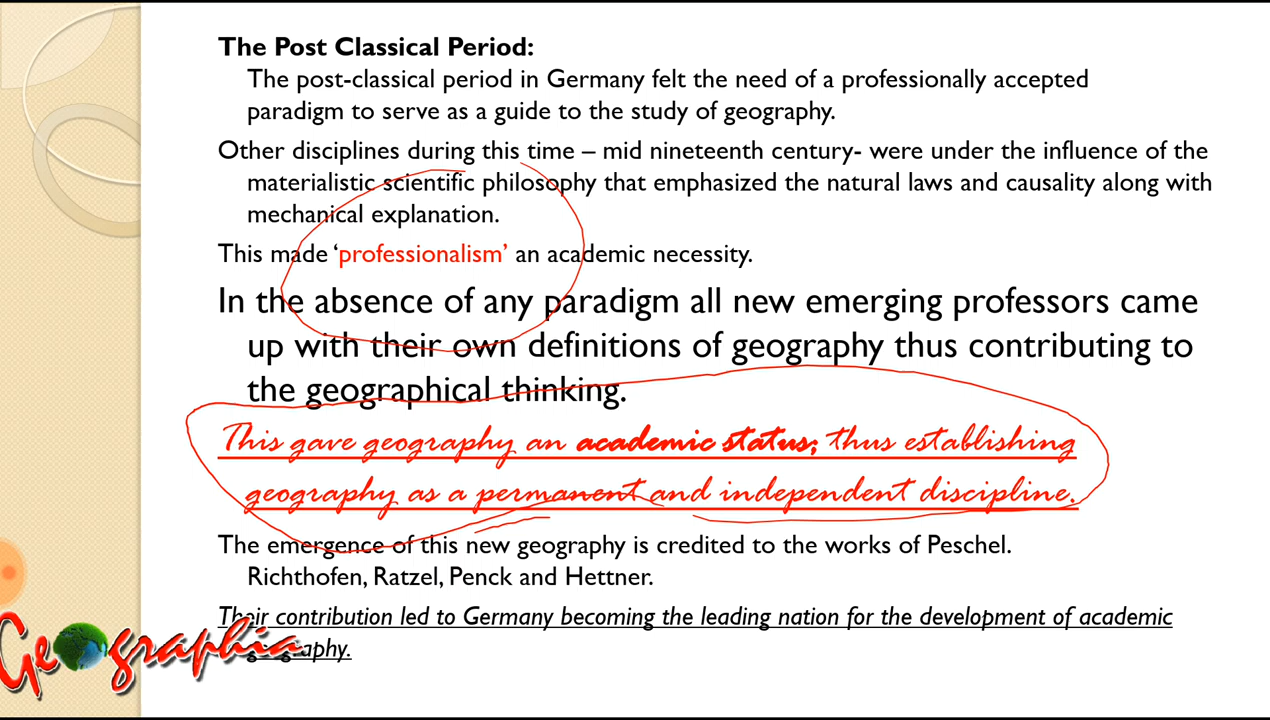 The Post Classical Period:
The post-classical period in Germany felt the need of a professionally accepted
paradigm to serve as a guide to the study of geography.
Other disciplines during this time – mid nineteenth century- were under the influence of the
materialistic scientific philosophy that emphasized the natural laws and causality along with
mechanical explanation.
This made ‘professionalism’ an academic necessity.
In the absence of any paradigm all new emerging professors came
up with their own definitions of geography thus contributing to
the geographical thinking.
This gave geography an academic status; thus establishing
geography as a permanent and independent discipline.
The emergence of this new geography is credited to the works of Peschel.
Richthofen, Ratzel, Penck and Hettner.
Their contribution led to Germany becoming the leading nation for the development of academic
geography.
Geographia